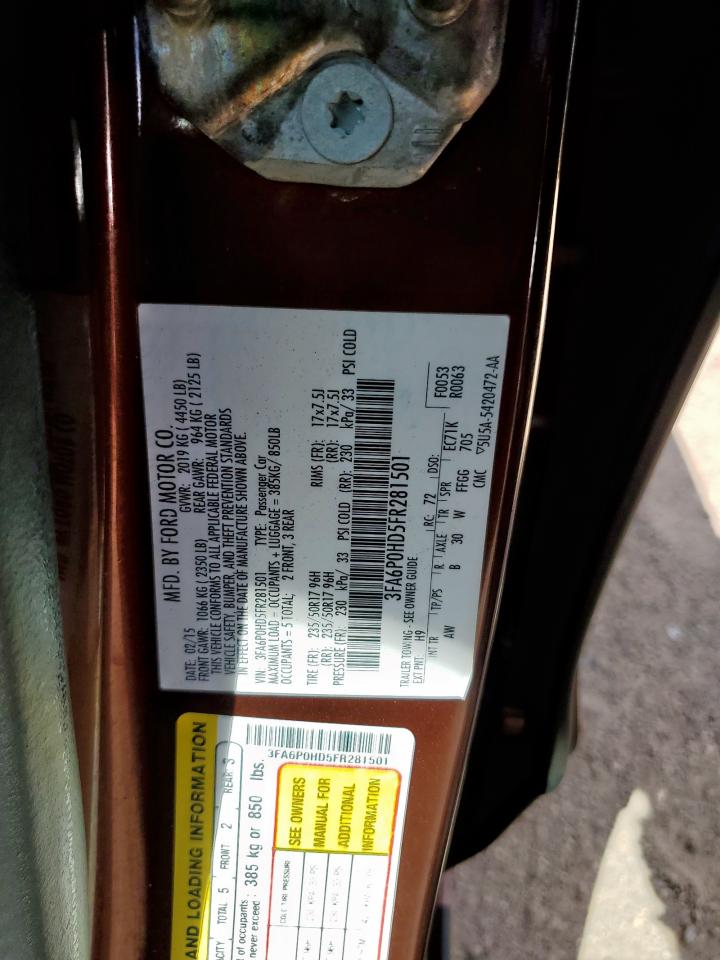 MFD. BY FORD MOTOR CO.
DATE: 02/15 GVWR: 2019 KG ( 4450 LB)
FRONT GAWR: 1066 KG ( 2350 LB) REAR GAWR: 964 KG ( 2125 LB)
THIS VEHICLE CONFORMS TO ALL APPLICABLE FEDERAL MOTOR
VEHICLE SAFETY, BUMPER, AND THEFT PREVENTION STANDARDS
IN EFFECT ON THE DATE OF MANUFACTURE SHOWN ABOVE.
VIN: 3FA6P0HD5FR281501 TYPE: Passenger Car
MAXIMUM LOAD = OCCUPANTS + LUGGAGE = 385KG/ 850LB
OCCUPANTS = 5 TOTAL; 2 FRONT, 3 REAR
TIRE (FR): 235/50R17 96H RIMS (FR): 17x7.5J
(RR): 235/50R17 96H (RR): 17x7.5J
PRESSURE (FR): 230 kPa/ 33 PSI COLD (RR): 230 kPa/ 33 PSI COLD
3FA6P0HD5FR281501
TRAILER TOWING - SEE OWNER GUIDE.
EXT PNT: H9 RC: 72 DSO: F0053
EC71K R0063
INT TR TP/PS R AXLE TR SPR
AW B 30 W FFGG 705
CMC ▽5U5A-5420472-AA
AND LOADING INFORMATION
ACITY TOTAL 5 FRONT 2 REAR 3
t of occupants
never exceed : 385 kg or 850 lbs.
3FA6P0HD5FR281501
COLD TIRE PRESSURE
SEE OWNERS
MANUAL FOR
ADDITIONAL
INFORMATION